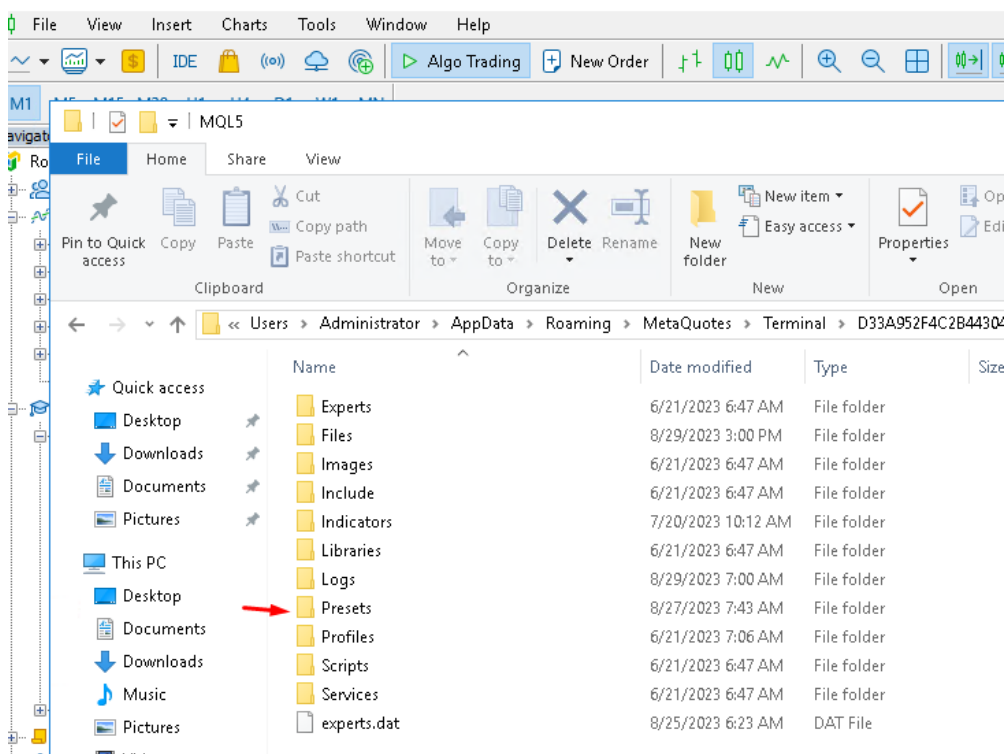 File View Insert Charts Tools Window Help
IDE Algo Trading New Order
M1
MQL5
File Home Share View
Pin to Quick access
Copy
Paste
Cut
Copy path
Paste shortcut
Clipboard
Move to
Copy to
Delete
Rename
Organize
New folder
New item
Easy access
New
Properties
Open
« Users > Administrator > AppData > Roaming > MetaQuotes > Terminal > D33A952F4C2B44304
Name Date modified Type Size
Quick access
Desktop
Downloads
Documents
Pictures
This PC
Desktop
Documents
Downloads
Music
Pictures
Experts 6/21/2023 6:47 AM File folder
Files 8/29/2023 3:00 PM File folder
Images 6/21/2023 6:47 AM File folder
Include 6/21/2023 6:47 AM File folder
Indicators 7/20/2023 10:12 AM File folder
Libraries 6/21/2023 6:47 AM File folder
Logs 8/29/2023 7:00 AM File folder
Presets 8/27/2023 7:43 AM File folder
Profiles 6/21/2023 7:06 AM File folder
Scripts 6/21/2023 6:47 AM File folder
Services 6/21/2023 6:47 AM File folder
experts.dat 8/25/2023 6:23 AM DAT File